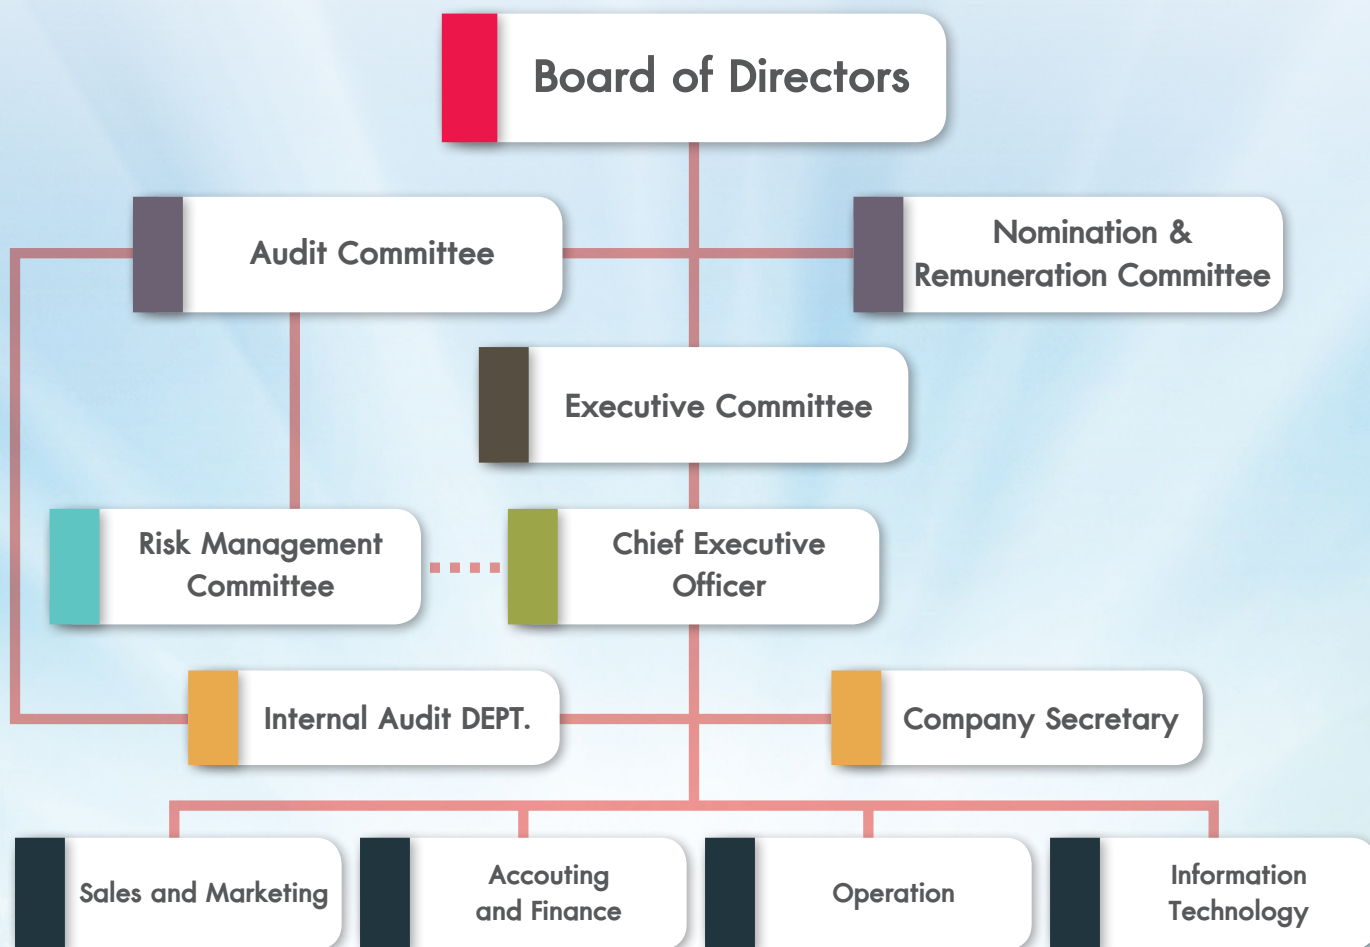 Board of Directors
Audit Committee
Nomination &
Remuneration Committee
Executive Committee
Risk Management
Committee
Chief Executive
Officer
Internal Audit DEPT.
Company Secretary
Sales and Marketing
Accouting
and Finance
Operation
Information
Technology